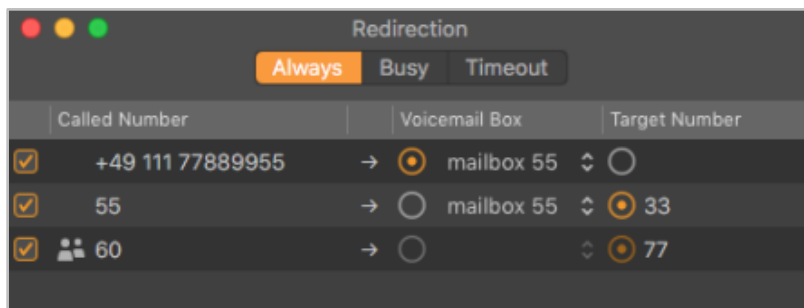 Redirection
Always Busy Timeout
Called Number Voicemail Box Target Number
+49 111 77889955 → mailbox 55
55 → mailbox 55 33
60 → 77